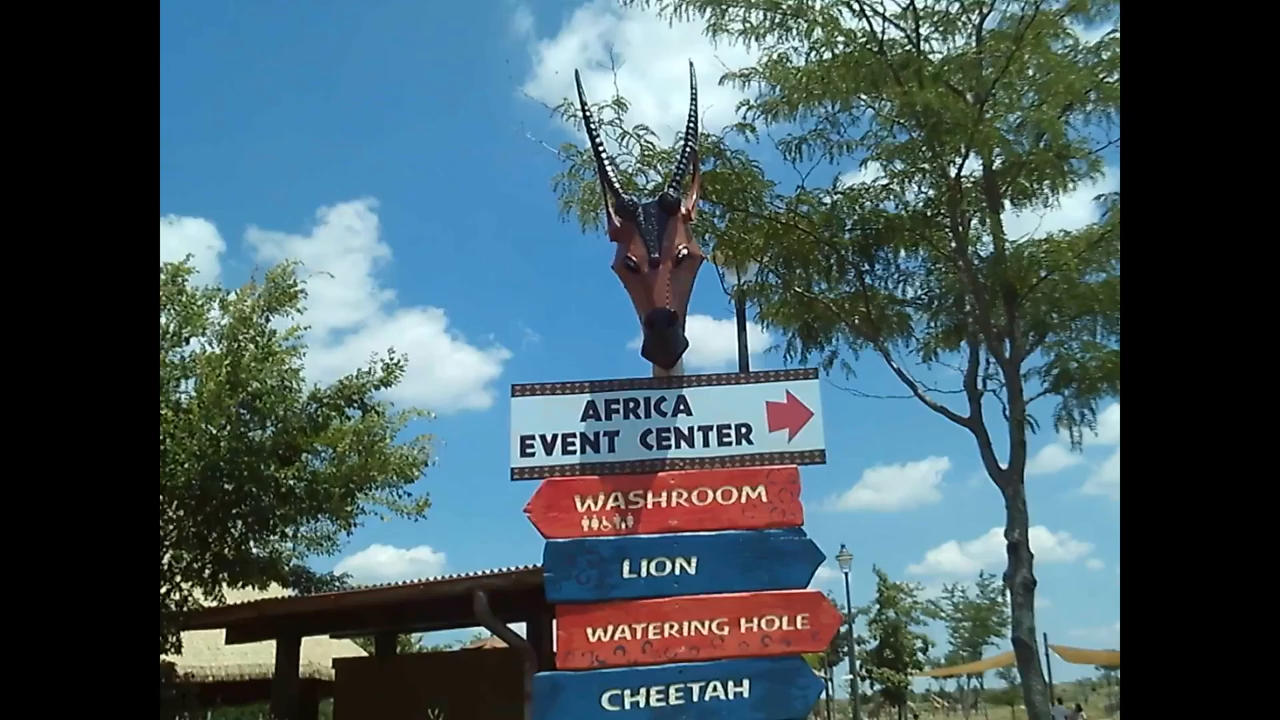 AFRICA
EVENT CENTER
WASHROOM
LION
WATERING HOLE
CHEETAH